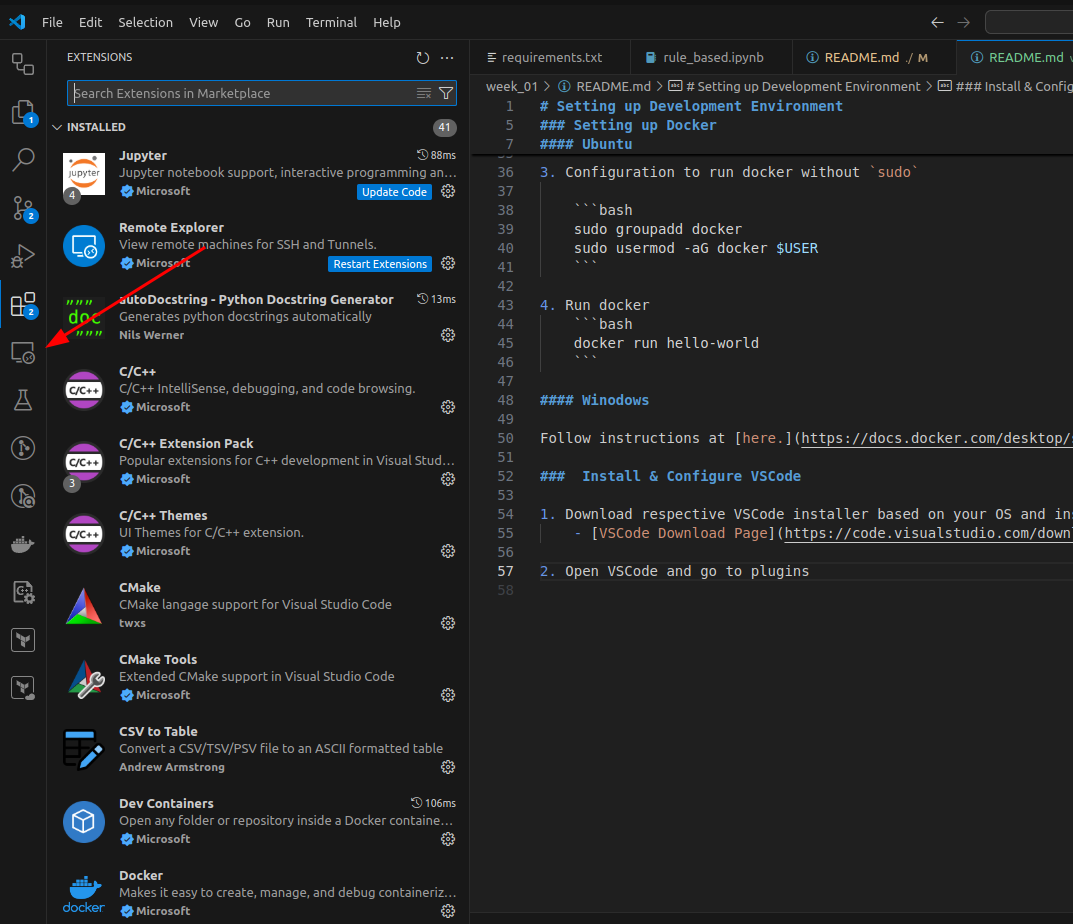 File Edit Selection View Go Run Terminal Help
EXTENSIONS
Search Extensions in Marketplace
INSTALLED 41
Jupyter 88ms
Jupyter notebook support, interactive programming an...
Microsoft Update Code
jupyter
4
Remote Explorer
View remote machines for SSH and Tunnels.
Microsoft Restart Extensions
autoDocstring - Python Docstring Generator 13ms
Generates python docstrings automatically
Nils Werner
"""
doc
"""
C/C++
C/C++ IntelliSense, debugging, and code browsing.
Microsoft
C/C++
C/C++ Extension Pack
Popular extensions for C++ development in Visual Stud...
Microsoft
C/C++
3
C/C++ Themes
UI Themes for C/C++ extension.
Microsoft
C/C++
CMake
CMake langage support for Visual Studio Code
twxs
CMake Tools
Extended CMake support in Visual Studio Code
Microsoft
CSV to Table
Convert a CSV/TSV/PSV file to an ASCII formatted table
Andrew Armstrong
Dev Containers 106ms
Open any folder or repository inside a Docker containe...
Microsoft
Docker
Makes it easy to create, manage, and debug containeriz...
Microsoft
docker
1
2
2
requirements.txt rule_based.ipynb README.md ./ M README.md
week_01 > README.md > # Setting up Development Environment > ### Install & Config
1 # Setting up Development Environment
5 ### Setting up Docker
7 #### Ubuntu
36 3. Configuration to run docker without `sudo`
37
38 ```bash
39 sudo groupadd docker
40 sudo usermod -aG docker $USER
41 ```
42
43 4. Run docker
44 ```bash
45 docker run hello-world
46 ```
47
48 #### Winodows
49
50 Follow instructions at [here.](https://docs.docker.com/desktop/
51
52 ### Install & Configure VSCode
53
54 1. Download respective VSCode installer based on your OS and ins
55 - [VSCode Download Page](https://code.visualstudio.com/down
56
57 2. Open VSCode and go to plugins
58